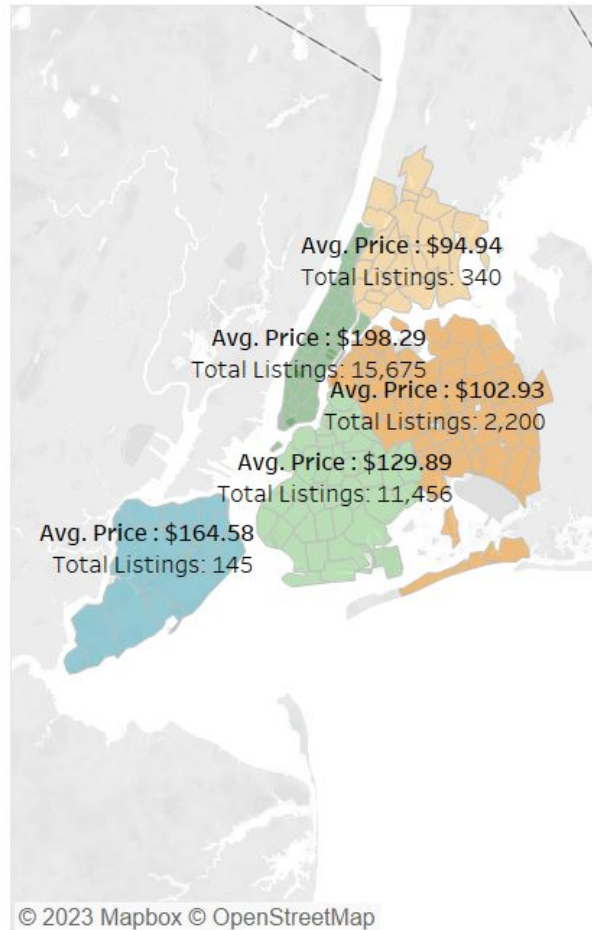 Avg. Price : $94.94
Total Listings: 340
Avg. Price : $198.29
Total Listings: 15,675
Avg. Price : $102.93
Total Listings: 2,200
Avg. Price : $129.89
Total Listings: 11,456
Avg. Price : $164.58
Total Listings: 145
© 2023 Mapbox © OpenStreetMap